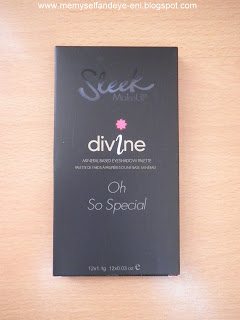 www.memyselfandeye-eni.blogspot.com
Sleek
MakeUP
divine
MINERAL BASED EYESHADOW PALETTE
Oh
So Special
12x1.1g 12x0.03 oz. e